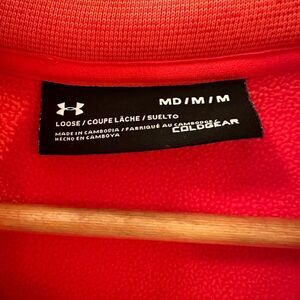 MD / M / M
LOOSE / COUPE LÂCHE / SUELTO
MADE IN CAMBODIA / FABRIQUÉ AU CAMBODGE
HECHO EN CAMBOYA
COLDGEAR